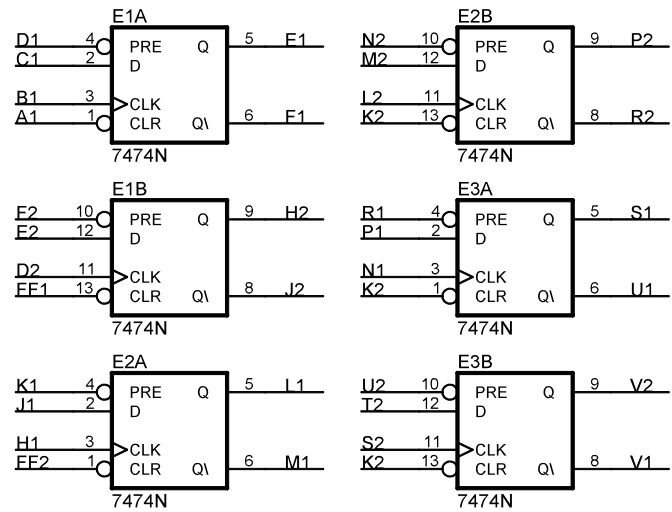 E1A
D1 4 PRE Q 5 E1
C1 2 D
B1 3 CLK
A1 1 CLR Q\ 6 F1
7474N
E2B
N2 10 PRE Q 9 P2
M2 12 D
L2 11 CLK
K2 13 CLR Q\ 8 R2
7474N
E1B
F2 10 PRE Q 9 H2
E2 12 D
D2 11 CLK
FF1 13 CLR Q\ 8 J2
7474N
E3A
R1 4 PRE Q 5 S1
P1 2 D
N1 3 CLK
K2 1 CLR Q\ 6 U1
7474N
E2A
K1 4 PRE Q 5 L1
J1 2 D
H1 3 CLK
FF2 1 CLR Q\ 6 M1
7474N
E3B
U2 10 PRE Q 9 V2
T2 12 D
S2 11 CLK
K2 13 CLR Q\ 8 V1
7474N